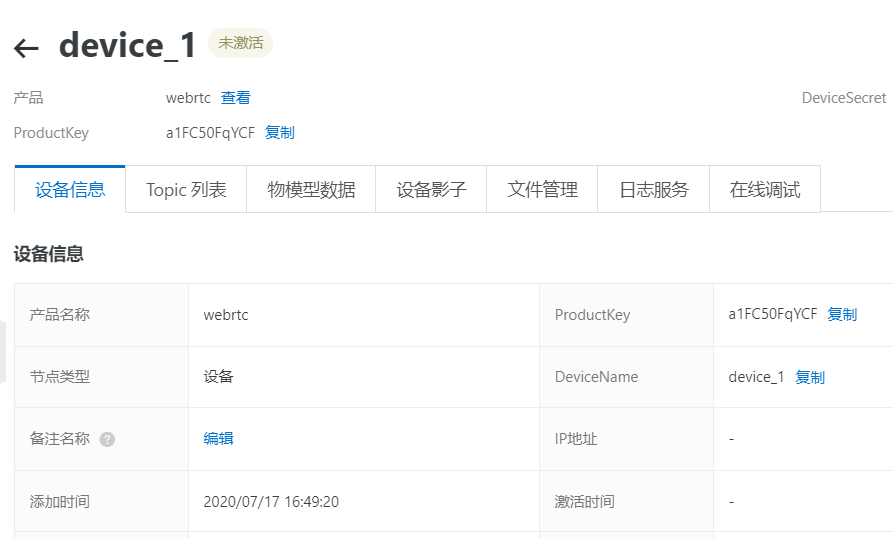 device_1 未激活
产品 webrtc 查看 DeviceSecret
ProductKey a1FC50FqYCF 复制
设备信息 Topic 列表 物模型数据 设备影子 文件管理 日志服务 在线调试
设备信息
产品名称 webrtc ProductKey a1FC50FqYCF 复制
节点类型 设备 DeviceName device_1 复制
备注名称 ? 编辑 IP地址 -
添加时间 2020/07/17 16:49:20 激活时间 -